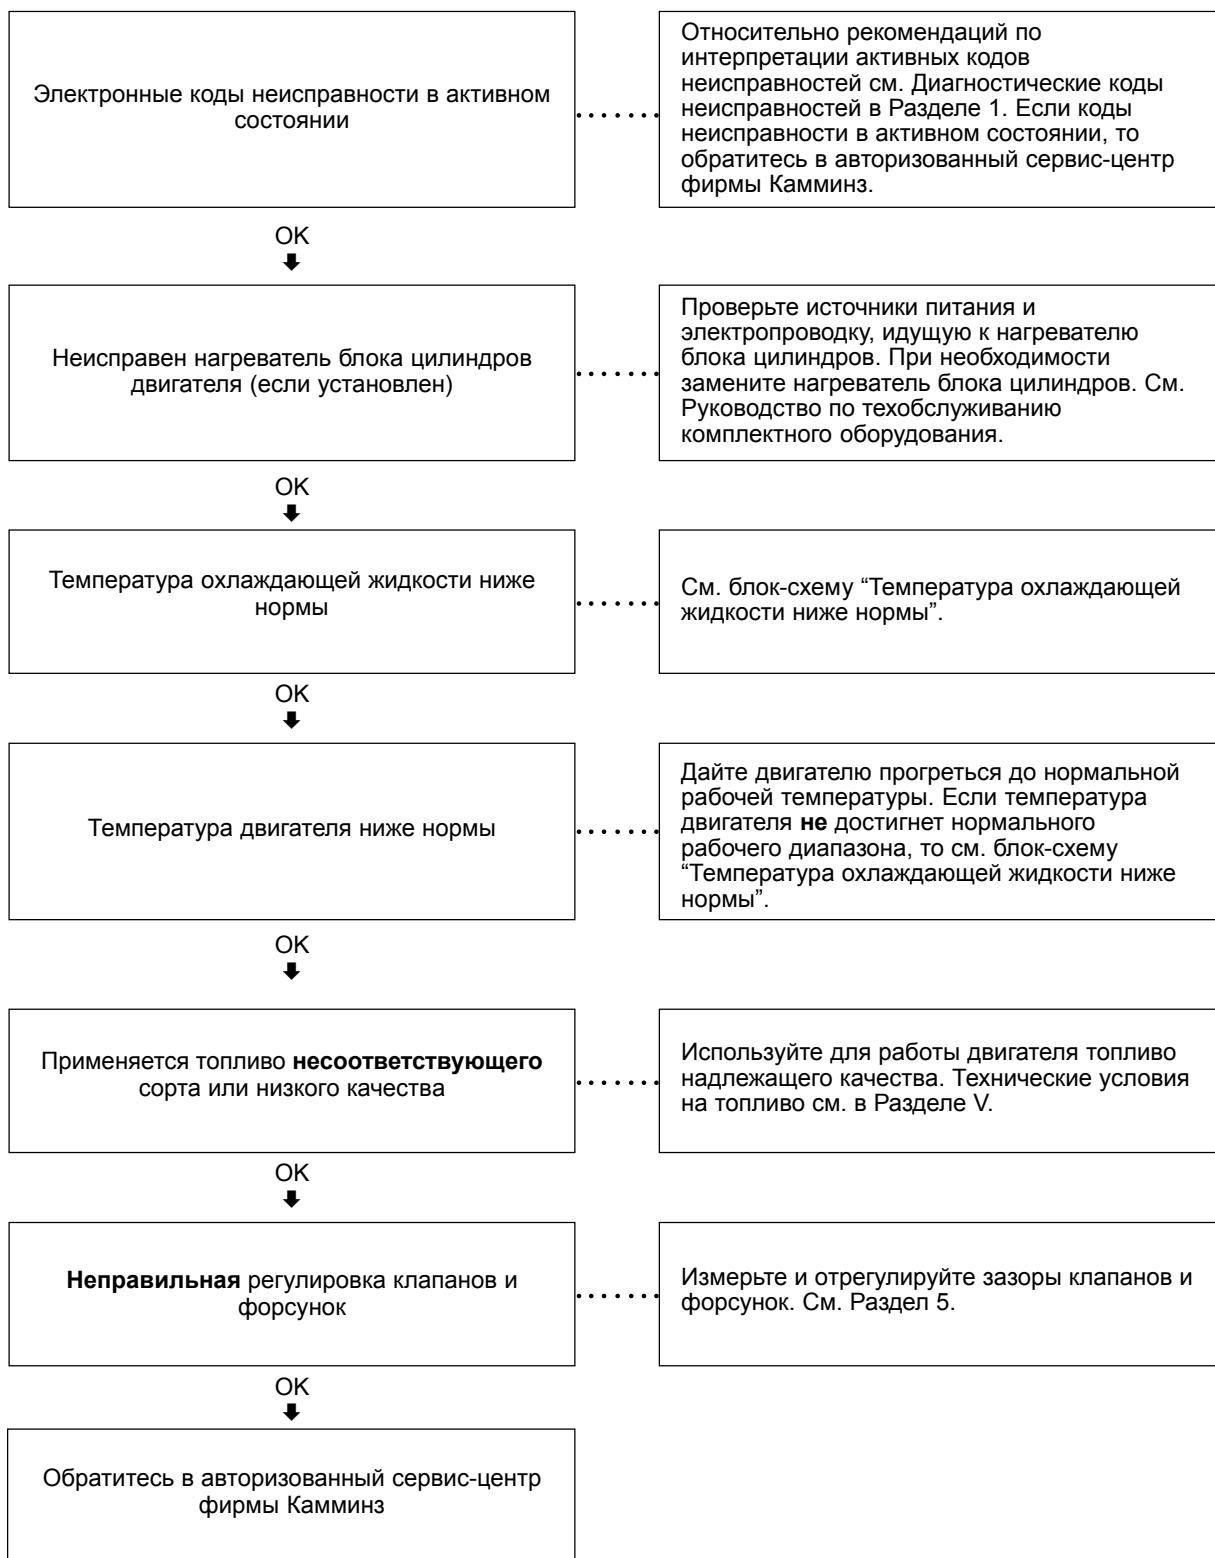 Электронные коды неисправности в активном
состоянии
Относительно рекомендаций по
интерпретации активных кодов
неисправностей см. Диагностические коды
неисправностей в Разделе 1. Если коды
неисправности в активном состоянии, то
обратитесь в авторизованный сервис-центр
фирмы Камминз.
OK
Неисправен нагреватель блока цилиндров
двигателя (если установлен)
Проверьте источники питания и
электропроводку, идущую к нагревателю
блока цилиндров. При необходимости
замените нагреватель блока цилиндров. См.
Руководство по техобслуживанию
комплектного оборудования.
OK
Температура охлаждающей жидкости ниже
нормы
См. блок-схему “Температура охлаждающей
жидкости ниже нормы”.
OK
Температура двигателя ниже нормы
Дайте двигателю прогреться до нормальной
рабочей температуры. Если температура
двигателя не достигнет нормального
рабочего диапазона, то см. блок-схему
“Температура охлаждающей жидкости ниже
нормы”.
OK
Применяется топливо несоответствующего
сорта или низкого качества
Используйте для работы двигателя топливо
надлежащего качества. Технические условия
на топливо см. в Разделе V.
OK
Неправильная регулировка клапанов и
форсунок
Измерьте и отрегулируйте зазоры клапанов и
форсунок. См. Раздел 5.
OK
Обратитесь в авторизованный сервис-центр
фирмы Камминз